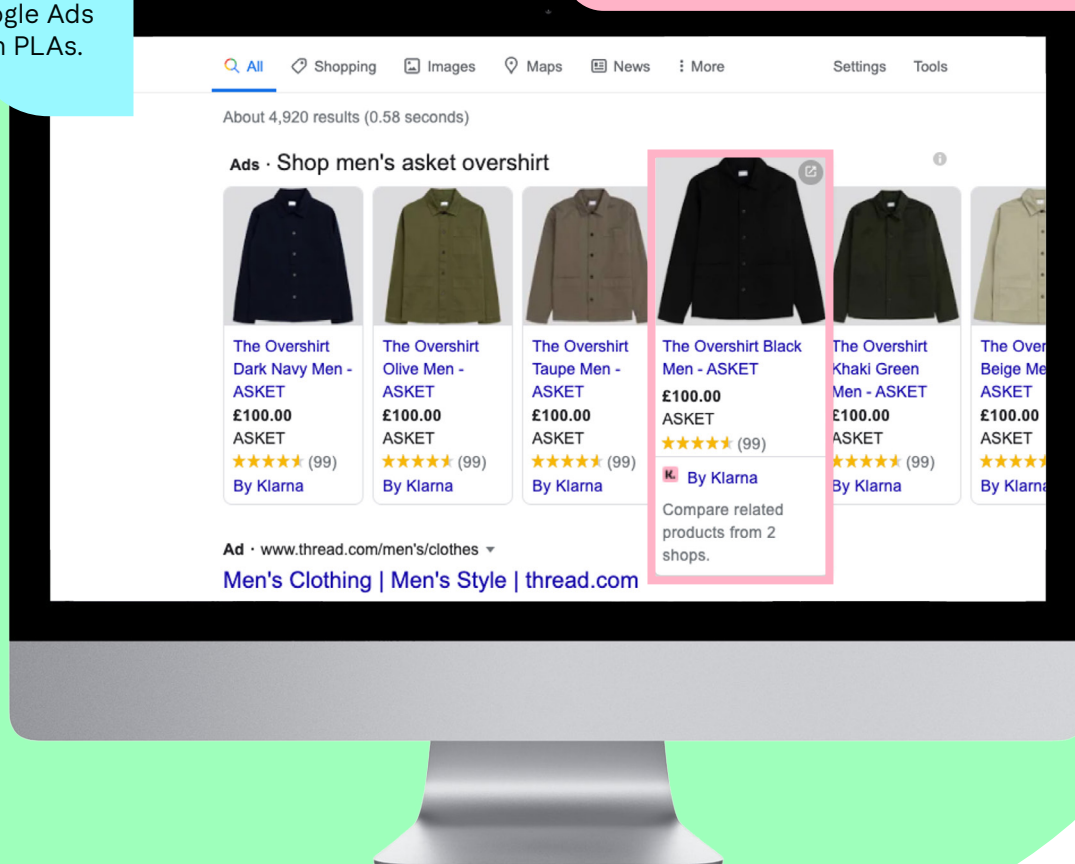 ogle Ads
n PLAs.
All Shopping Images Maps News More Settings Tools
About 4,920 results (0.58 seconds)
Ads · Shop men's asket overshirt
The Overshirt
Dark Navy Men -
ASKET
£100.00
ASKET
(99)
By Klarna
The Overshirt
Olive Men -
ASKET
£100.00
ASKET
(99)
By Klarna
The Overshirt
Taupe Men -
ASKET
£100.00
ASKET
(99)
By Klarna
The Overshirt Black
Men - ASKET
£100.00
ASKET
(99)
K. By Klarna
Compare related
products from 2
shops.
The Overshirt
Khaki Green
Men - ASKET
£100.00
ASKET
(99)
By Klarna
The Over
Beige Me
ASKET
£100.00
ASKET
By Klarna
Ad · www.thread.com/men's/clothes
Men's Clothing | Men's Style | thread.com